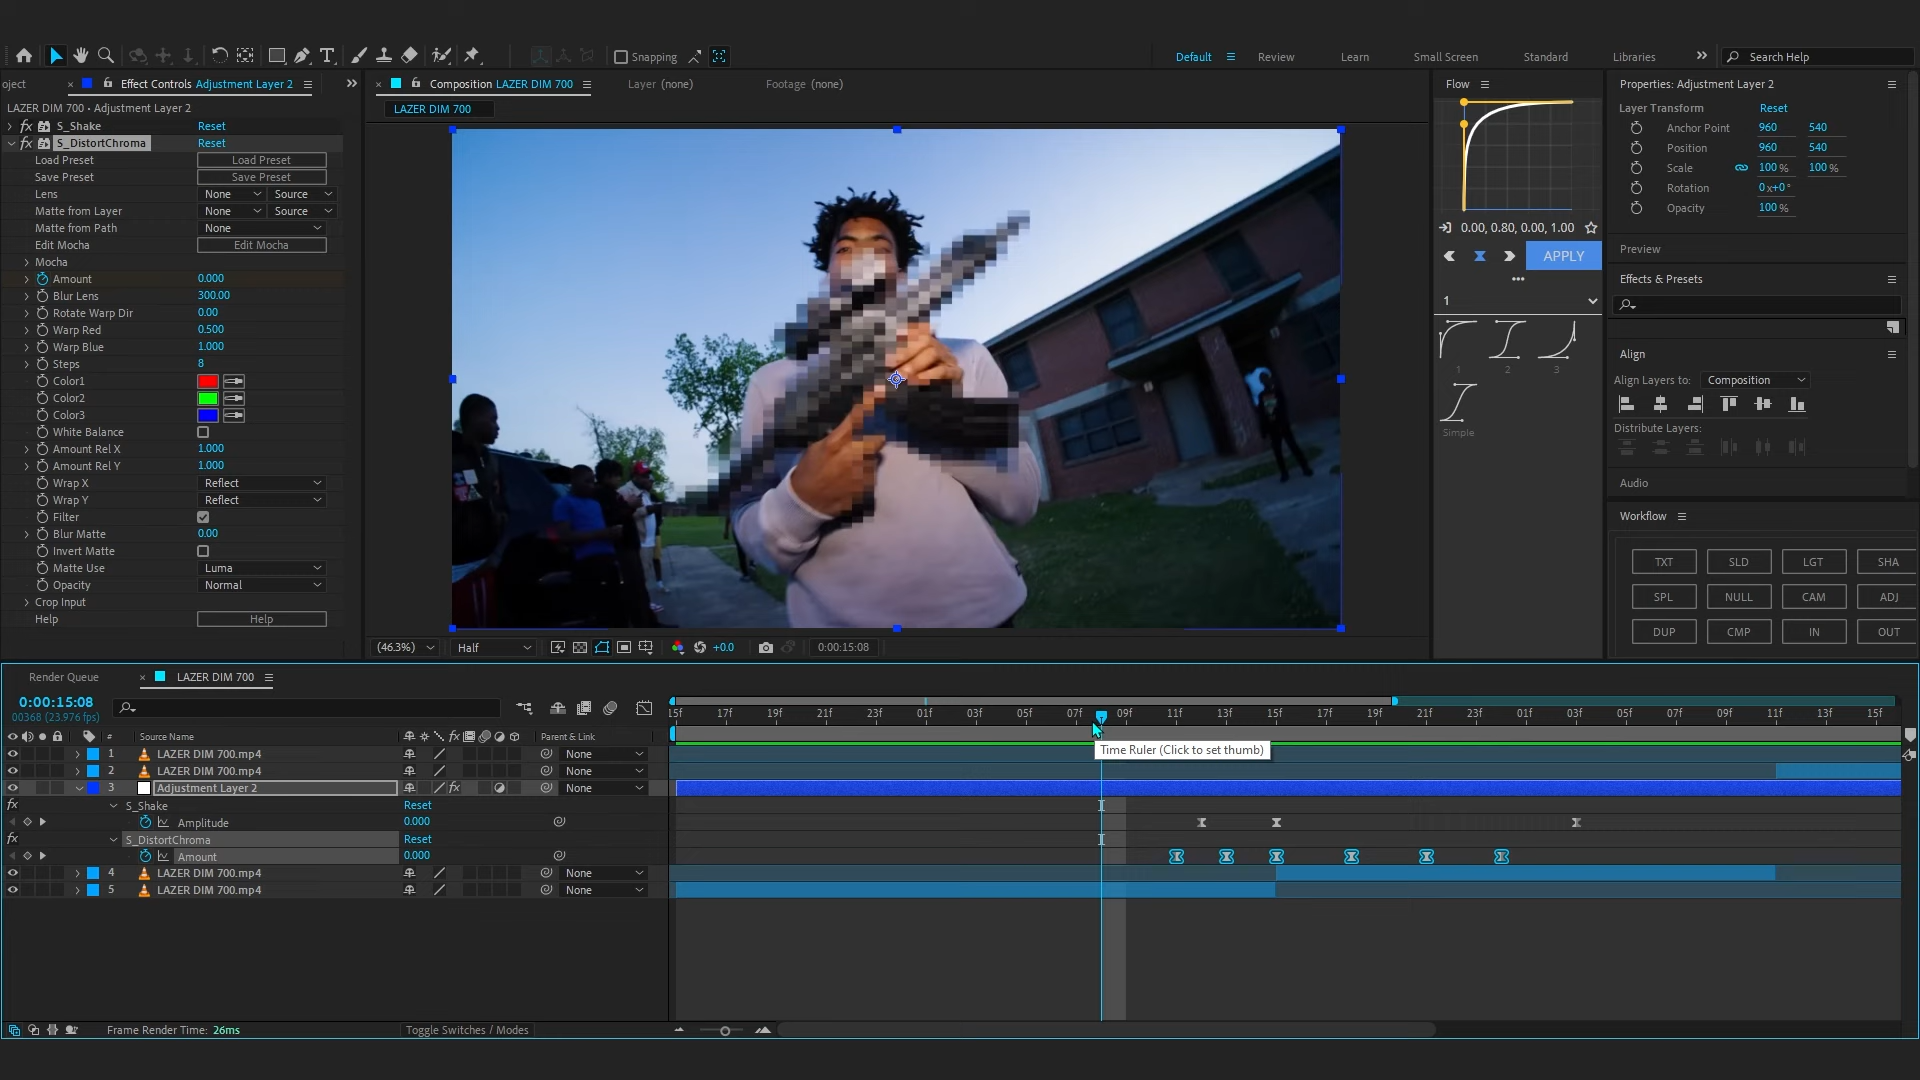 Snapping
Default
Review
Learn
Small Screen
Standard
Libraries
Search Help
oject
Effect Controls Adjustment Layer 2
Composition LAZER DIM 700
Layer (none)
Footage (none)
Flow
Properties: Adjustment Layer 2
LAZER DIM 700 • Adjustment Layer 2
LAZER DIM 700
Layer Transform Reset
S_Shake Reset
Anchor Point 960 540
S_DistortChroma Reset
Position 960 540
Load Preset Load Preset
Scale 100 % 100 %
Save Preset Save Preset
Rotation 0x+0°
Lens None Source
Opacity 100 %
Matte from Layer None Source
Matte from Path None
0.00, 0.80, 0.00, 1.00
Edit Mocha Edit Mocha
Preview
Mocha
APPLY
Amount 0.000
Effects & Presets
Blur Lens 300.00
1
Rotate Warp Dir 0.00
Warp Red 0.500
Warp Blue 1.000
Align
Steps 8
1 2 3
Color1
Align Layers to: Composition
Color2
Color3
White Balance
Simple
Distribute Layers:
Amount Rel X 1.000
Amount Rel Y 1.000
Wrap X Reflect
Audio
Wrap Y Reflect
Filter
Workflow
Blur Matte 0.00
Invert Matte
TXT SLD LGT SHA
Matte Use Luma
Opacity Normal
SPL NULL CAM ADJ
Crop Input
Help Help
DUP CMP IN OUT
(46.3%) Half +0.0 0:00:15:08
Render Queue
LAZER DIM 700
0:00:15:08
00368 (23.976 fps)
15f 17f 19f 21f 23f 01f 03f 05f 07f 09f 11f 13f 15f 17f 19f 21f 23f 01f 03f 05f 07f 09f 11f 13f 15f
# Source Name fx Parent & Link
Time Ruler (Click to set thumb)
1 LAZER DIM 700.mp4 None
2 LAZER DIM 700.mp4 None
3 Adjustment Layer 2 fx None
fx S_Shake Reset
Amplitude 0.000
fx S_DistortChroma Reset
Amount 0.000
4 LAZER DIM 700.mp4 None
5 LAZER DIM 700.mp4 None
Frame Render Time: 26ms
Toggle Switches / Modes